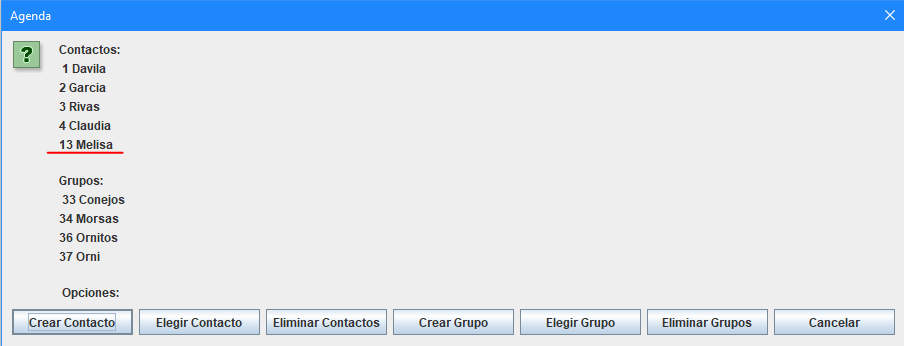 Agenda
?
Contactos:
1 Davila
2 Garcia
3 Rivas
4 Claudia
13 Melisa
Grupos:
33 Conejos
34 Morsas
36 Ornitos
37 Orni
Opciones:
Crear Contacto Elegir Contacto Eliminar Contactos Crear Grupo Elegir Grupo Eliminar Grupos Cancelar